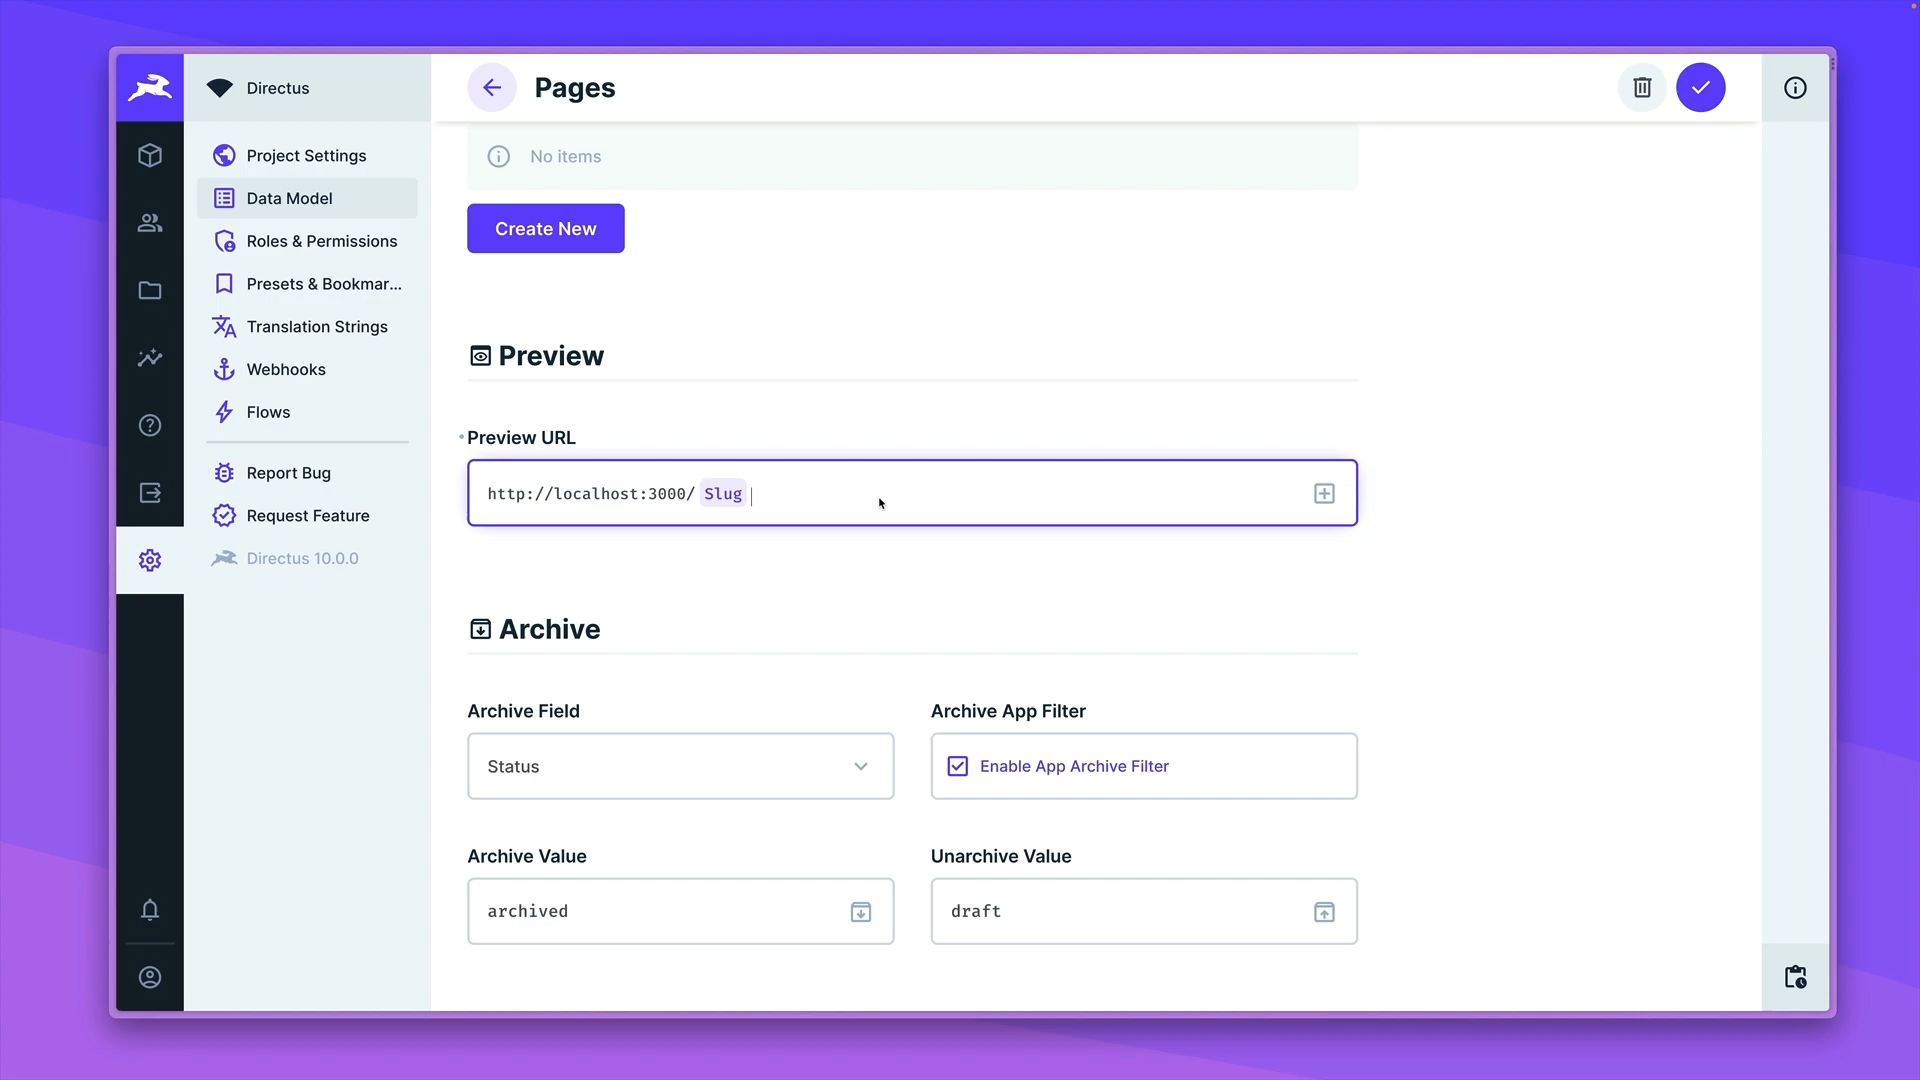 Directus
Project Settings
Data Model
Roles & Permissions
Presets & Bookmar...
Translation Strings
Webhooks
Flows
Report Bug
Request Feature
Directus 10.0.0
Pages
No items
Create New
Preview
Preview URL
http://localhost:3000/ Slug
Archive
Archive Field
Archive App Filter
Status
Enable App Archive Filter
Archive Value
Unarchive Value
archived
draft